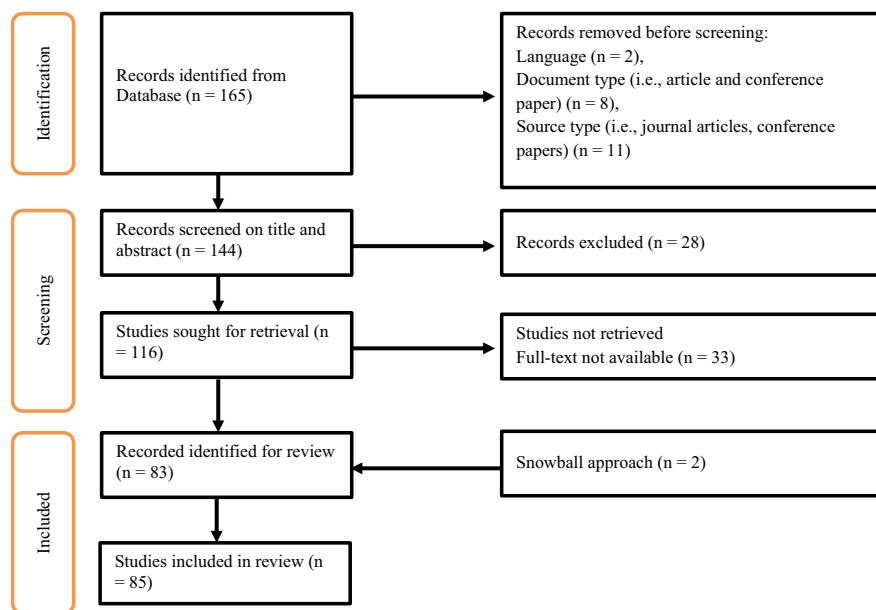 Identification
Records identified from
Database (n = 165)
Records removed before screening:
Language (n = 2),
Document type (i.e., article and conference
paper) (n = 8),
Source type (i.e., journal articles, conference
papers) (n = 11)
Screening
Records screened on title and
abstract (n = 144)
Records excluded (n = 28)
Studies sought for retrieval (n
= 116)
Studies not retrieved
Full-text not available (n = 33)
Included
Recorded identified for review
(n = 83)
Snowball approach (n = 2)
Studies included in review (n
= 85)